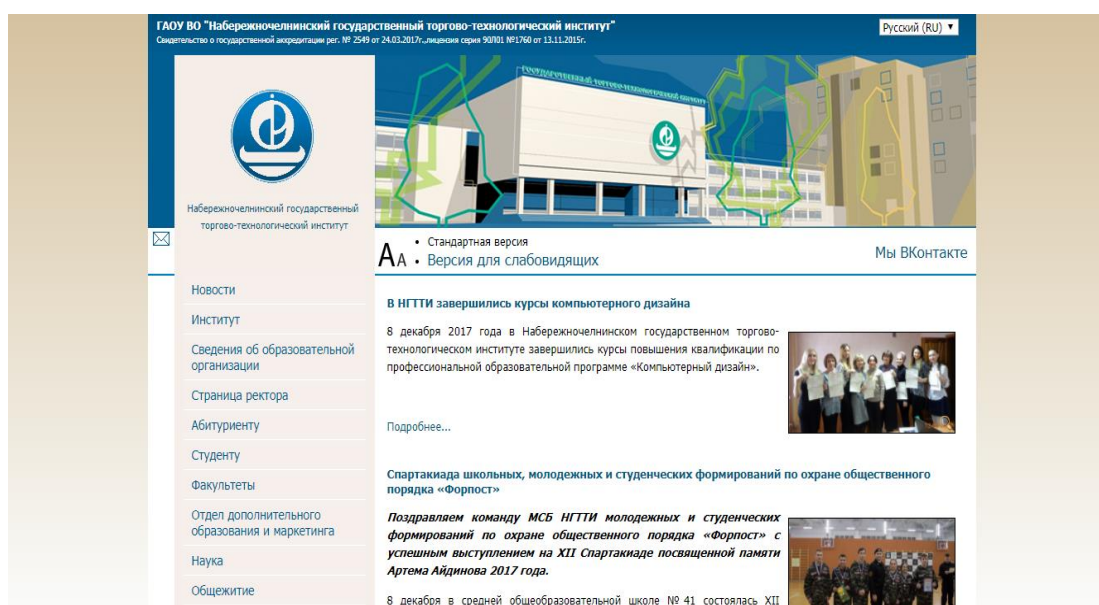 ГАОУ ВО "Набережночелнинский государственный торгово-технологический институт"
Свидетельство о государственной аккредитации рег. № 2549 от 24.03.2017г.,лицензия серия 90Л01 №1760 от 13.11.2015г.
Русский (RU)
ГОСУДАРСТВЕННЫЙ ТОРГОВО-ТЕХНОЛОГИЧЕСКИЙ ИНСТИТУТ
Набережночелнинский государственный
торгово-технологический институт
АА
• Стандартная версия
• Версия для слабовидящих
Мы ВКонтакте
Новости
Институт
Сведения об образовательной
организации
Страница ректора
Абитуриенту
Студенту
Факультеты
Отдел дополнительного
образования и маркетинга
Наука
Общежитие
В НГТТИ завершились курсы компьютерного дизайна
8 декабря 2017 года в Набережночелнинском государственном торгово-
технологическом институте завершились курсы повышения квалификации по
профессиональной образовательной программе «Компьютерный дизайн».
Подробнее...
Спартакиада школьных, молодежных и студенческих формирований по охране общественного
порядка «Форпост»
Поздравляем команду МСБ НГТТИ молодежных и студенческих
формирований по охране общественного порядка «Форпост» с
успешным выступлением на XII Спартакиаде посвященной памяти
Артема Айдинова 2017 года.
8 декабря в средней общеобразовательной школе № 41 состоялась XII